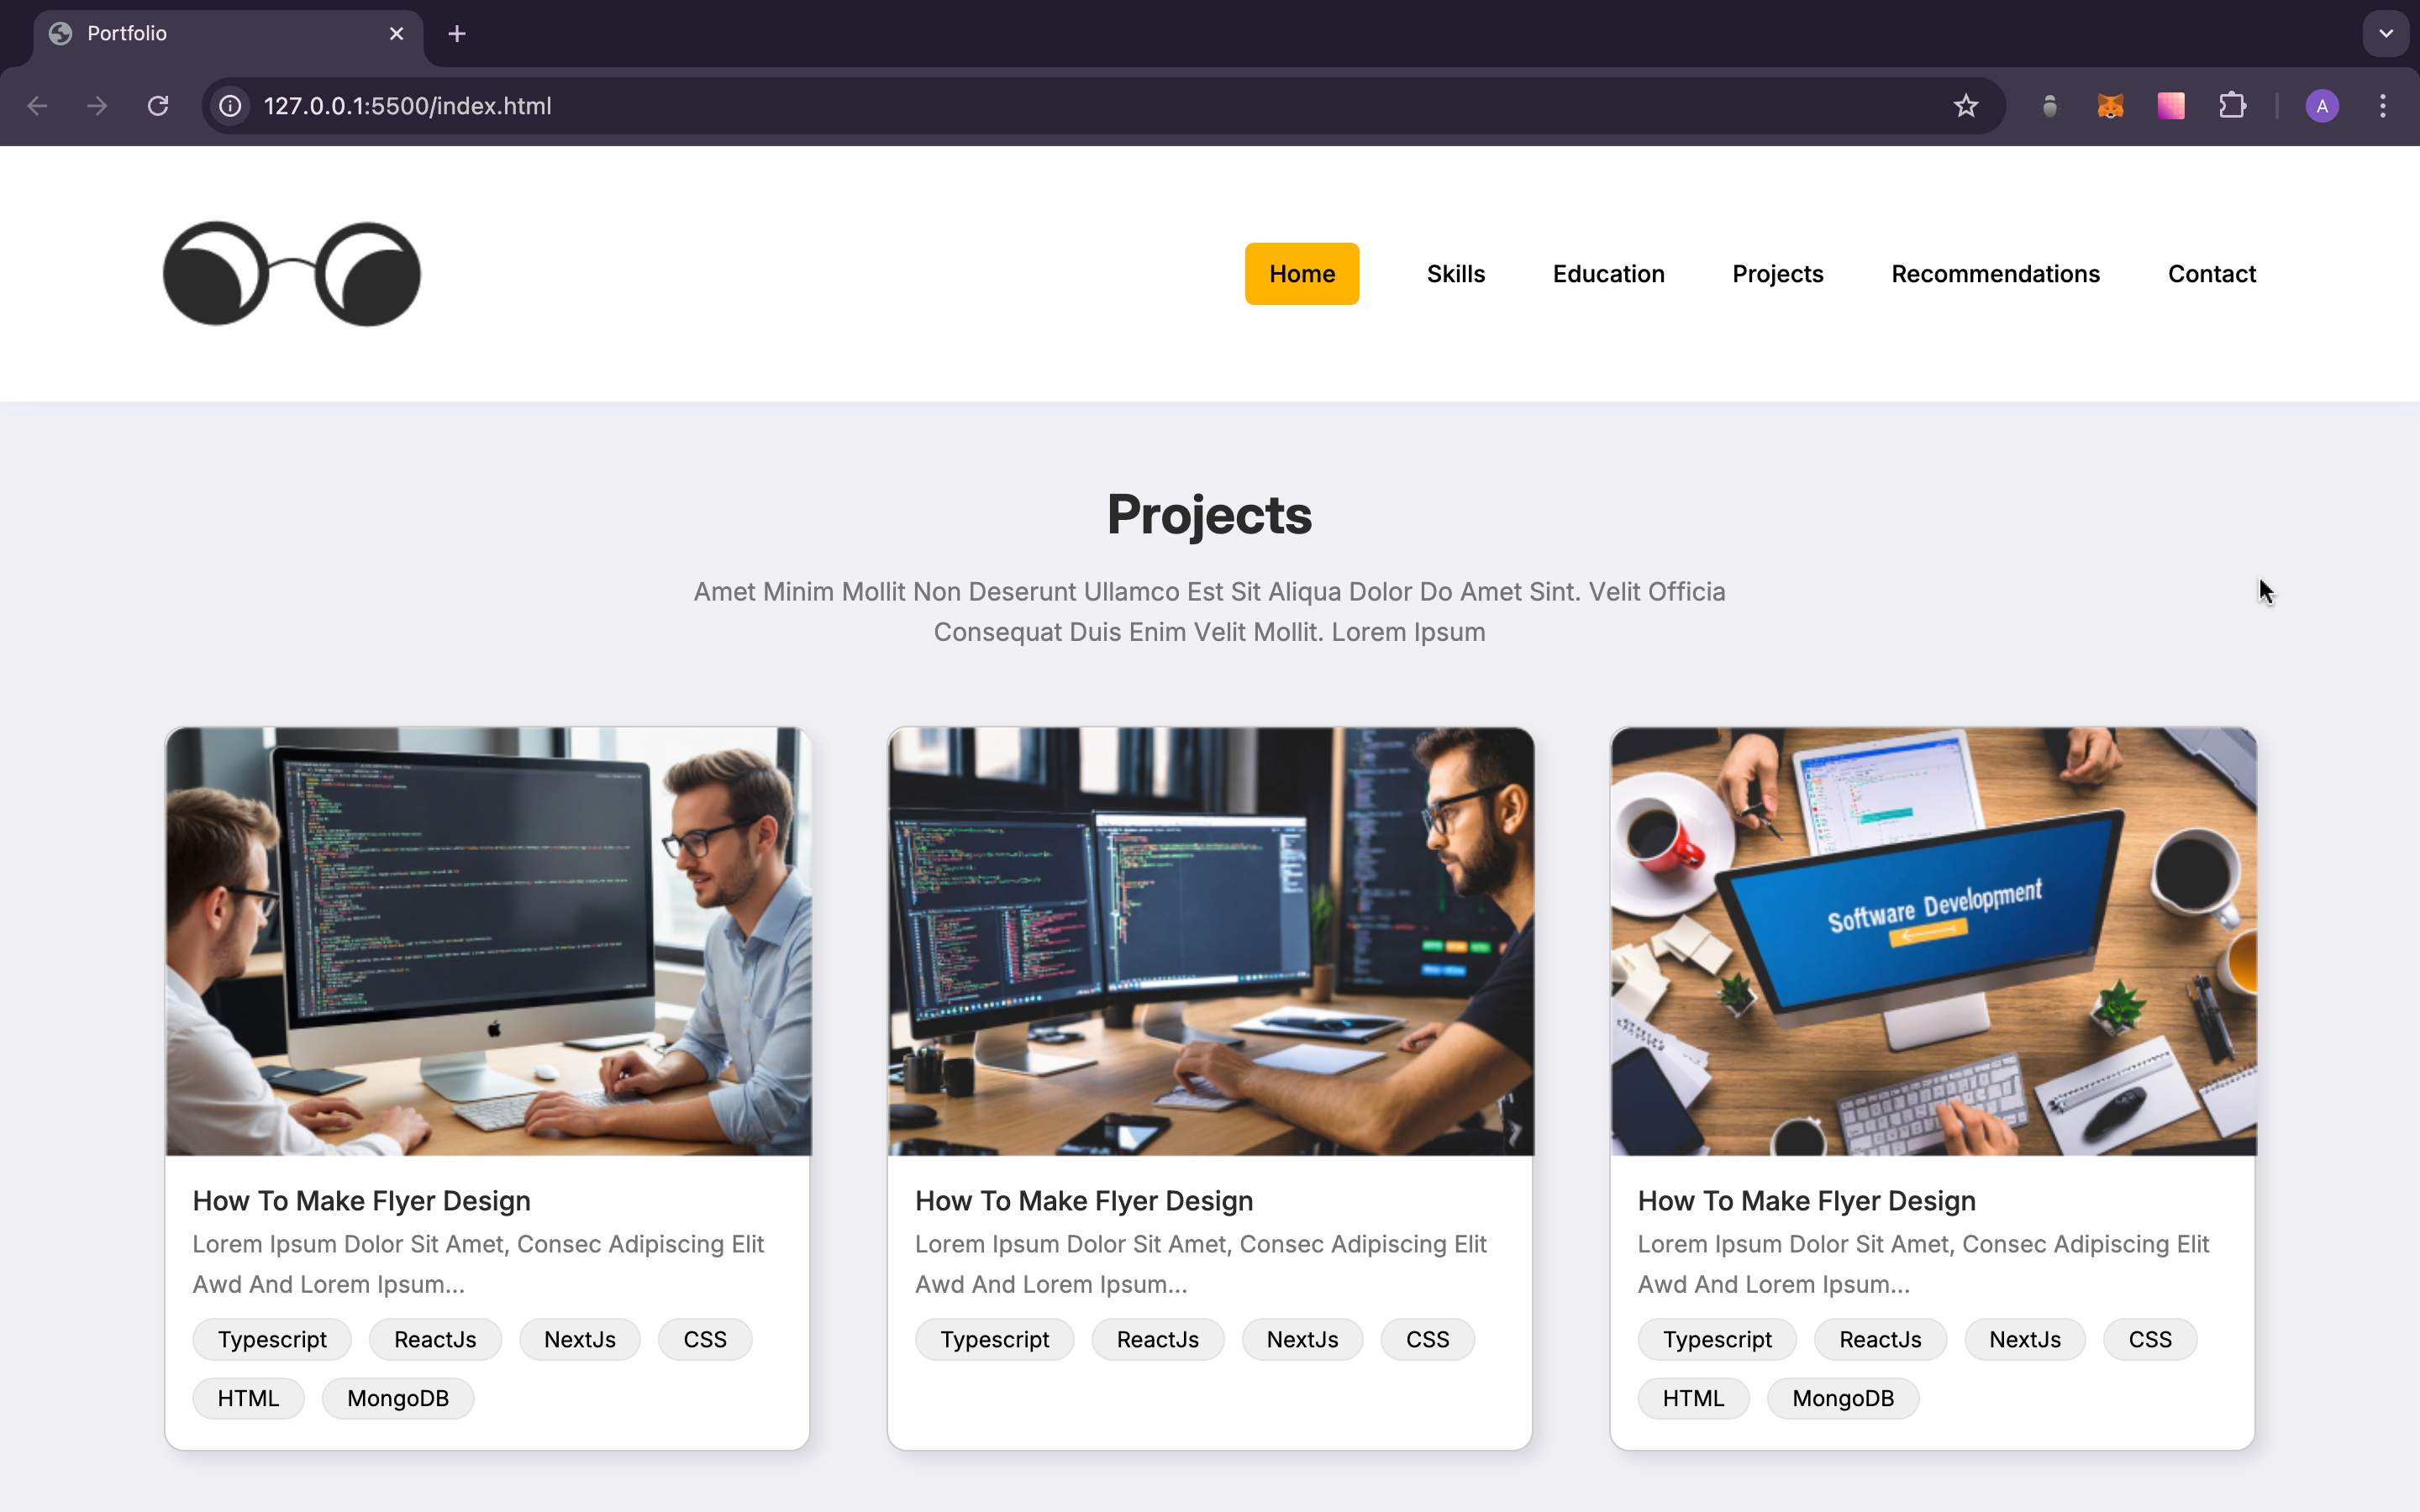 Portfolio
127.0.0.1:5500/index.html
A
Home Skills Education Projects Recommendations Contact
Projects
Amet Minim Mollit Non Deserunt Ullamco Est Sit Aliqua Dolor Do Amet Sint. Velit Officia
Consequat Duis Enim Velit Mollit. Lorem Ipsum
Software Development
How To Make Flyer Design
Lorem Ipsum Dolor Sit Amet, Consec Adipiscing Elit
Awd And Lorem Ipsum...
Typescript ReactJs NextJs CSS
HTML MongoDB
How To Make Flyer Design
Lorem Ipsum Dolor Sit Amet, Consec Adipiscing Elit
Awd And Lorem Ipsum...
Typescript ReactJs NextJs CSS
How To Make Flyer Design
Lorem Ipsum Dolor Sit Amet, Consec Adipiscing Elit
Awd And Lorem Ipsum...
Typescript ReactJs NextJs CSS
HTML MongoDB